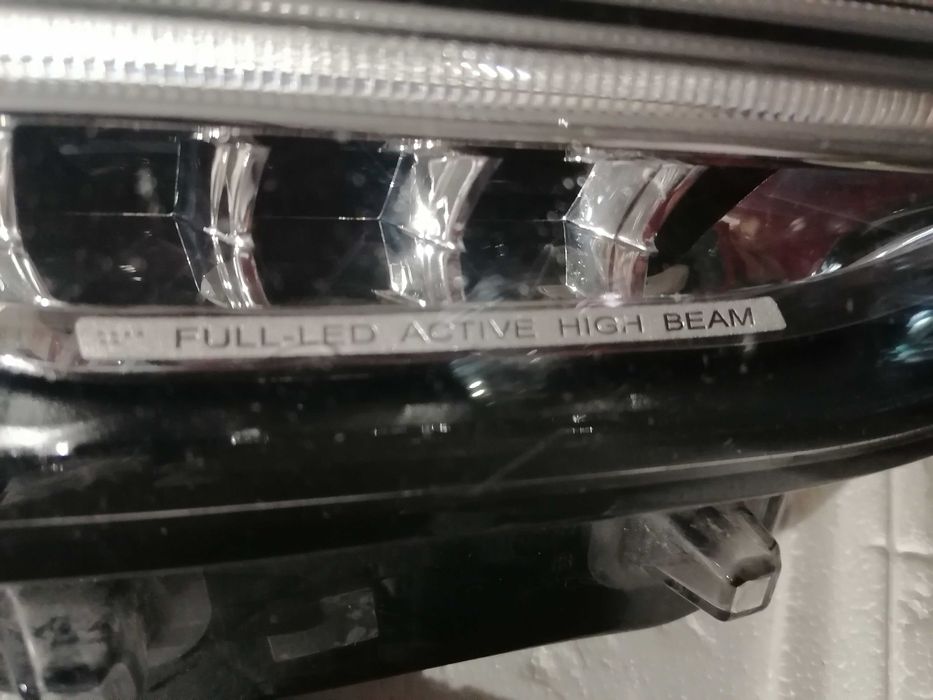 FULL-LED ACTIVE HIGH BEAM